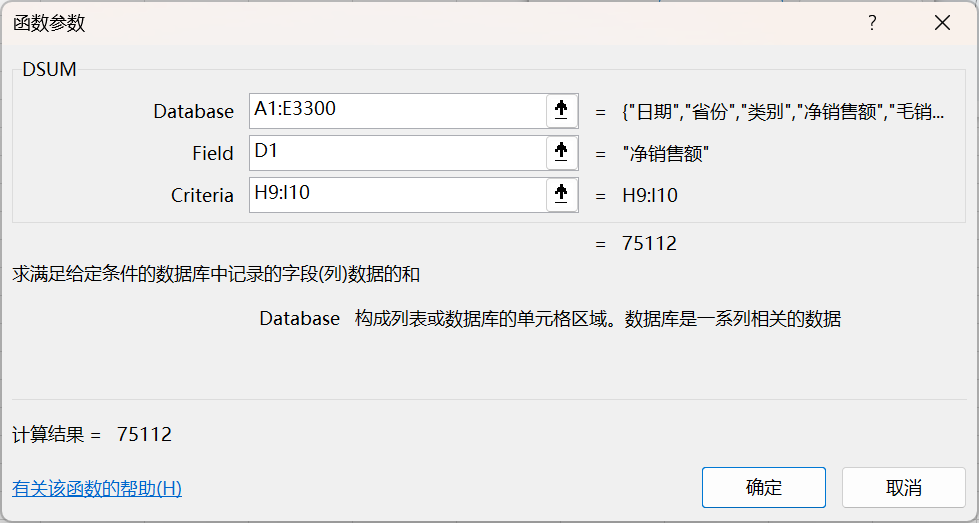 函数参数 ?
DSUM
Database A1:E3300 = {"日期","省份","类别","净销售额","毛销...
Field D1 = "净销售额"
Criteria H9:I10 = H9:I10
= 75112
求满足给定条件的数据库中记录的字段(列)数据的和
Database 构成列表或数据库的单元格区域。数据库是一系列相关的数据
计算结果 = 75112
有关该函数的帮助(H) 确定 取消